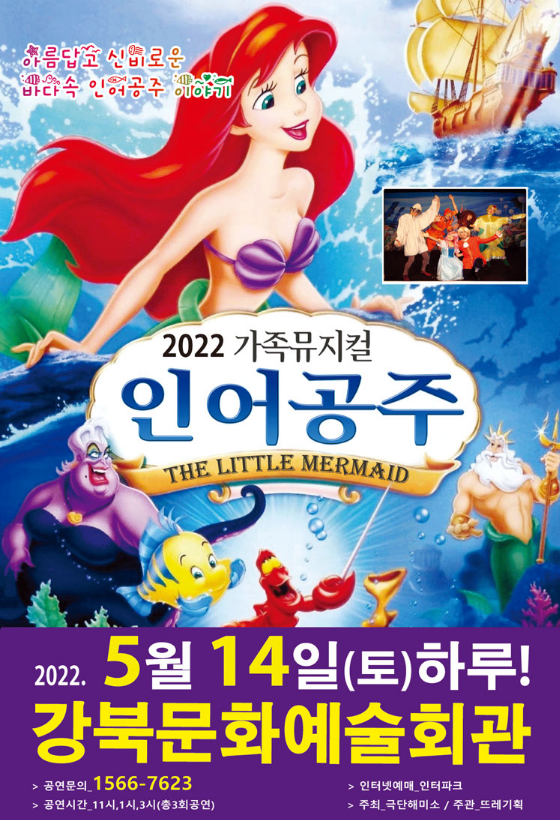 아름답고 신비로운
바다속 인어공주 이야기
2022 가족뮤지컬
인어공주
THE LITTLE MERMAID
2022. 5월 14일(토)하루!
강북문화예술회관
> 공연문의_1566-7623
> 인터넷예매_인터파크
> 공연시간_11시,1시,3시(총3회공연)
> 주최_극단해미소 / 주관_뜨레기획